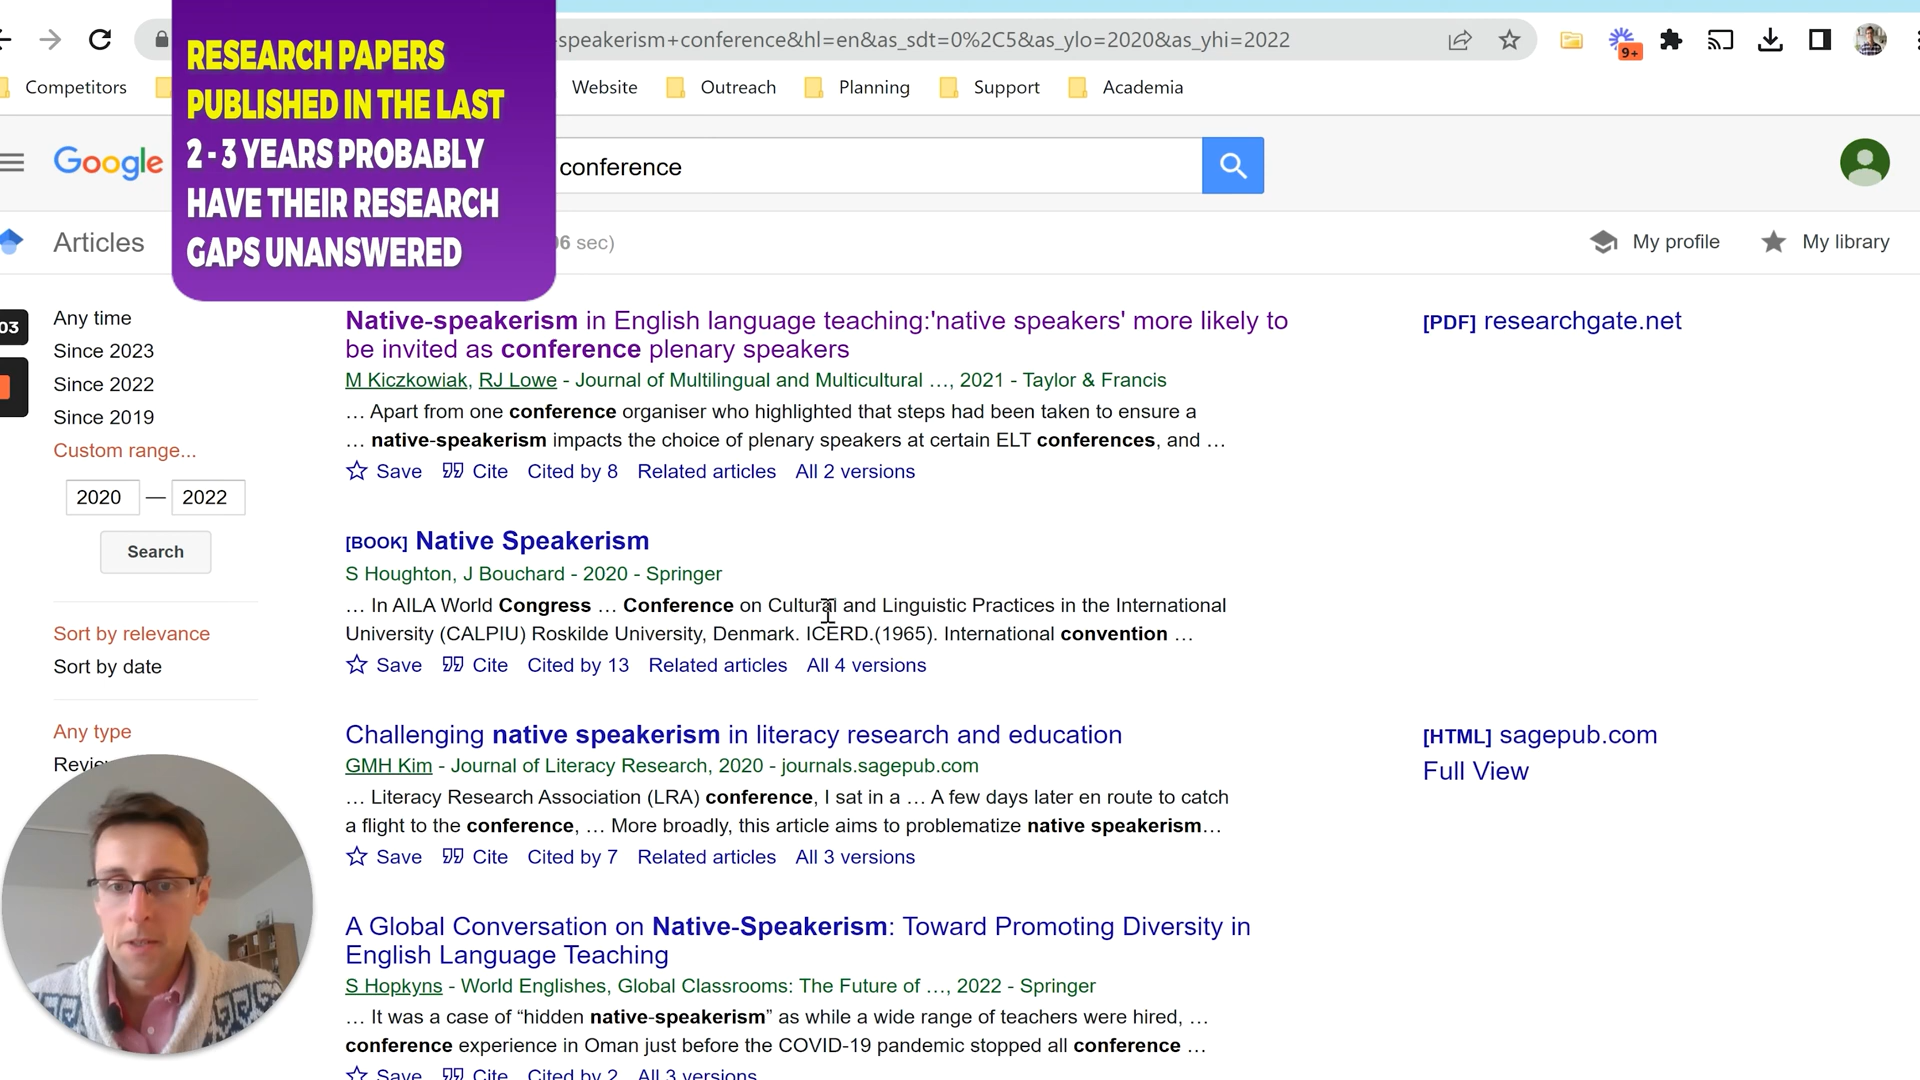 RESEARCH PAPERS
PUBLISHED IN THE LAST
2 - 3 YEARS PROBABLY
HAVE THEIR RESEARCH
GAPS UNANSWERED
-speakerism+conference&hl=en&as_sdt=0%2C5&as_ylo=2020&as_yhi=2022
9+
Competitors
Website
Outreach
Planning
Support
Academia
Google
conference
Articles
06 sec)
My profile
My library
03
Any time
Since 2023
Since 2022
Since 2019
Custom range...
2020 — 2022
Search
Sort by relevance
Sort by date
Any type
Native-speakerism in English language teaching:'native speakers' more likely to
be invited as conference plenary speakers
M Kiczkowiak, RJ Lowe - Journal of Multilingual and Multicultural …, 2021 - Taylor & Francis
… Apart from one conference organiser who highlighted that steps had been taken to ensure a
… native-speakerism impacts the choice of plenary speakers at certain ELT conferences, and …
Save Cite Cited by 8 Related articles All 2 versions
[PDF] researchgate.net
[BOOK] Native Speakerism
S Houghton, J Bouchard - 2020 - Springer
… In AILA World Congress … Conference on Cultural and Linguistic Practices in the International
University (CALPIU) Roskilde University, Denmark. ICERD.(1965). International convention …
Save Cite Cited by 13 Related articles All 4 versions
Challenging native speakerism in literacy research and education
GMH Kim - Journal of Literacy Research, 2020 - journals.sagepub.com
… Literacy Research Association (LRA) conference, I sat in a … A few days later en route to catch
a flight to the conference, … More broadly, this article aims to problematize native speakerism…
Save Cite Cited by 7 Related articles All 3 versions
[HTML] sagepub.com
Full View
A Global Conversation on Native-Speakerism: Toward Promoting Diversity in
English Language Teaching
S Hopkyns - World Englishes, Global Classrooms: The Future of …, 2022 - Springer
… It was a case of “hidden native-speakerism” as while a wide range of teachers were hired, …
conference experience in Oman just before the COVID-19 pandemic stopped all conference …
Save Cite Cited by 2 All 3 versions